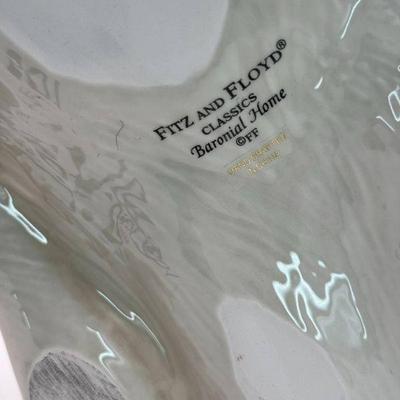 FITZ AND FLOYD®
CLASSICS
Baronial Home
©FF